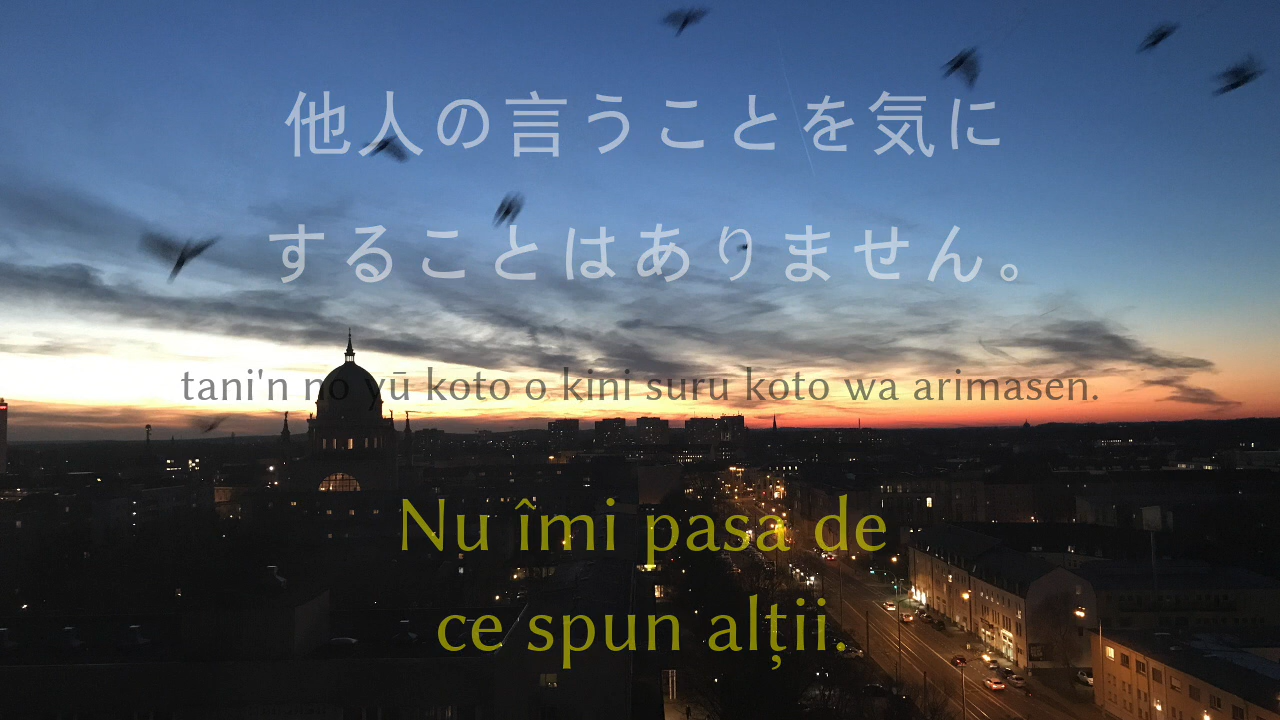 他人の言うことを気に
することはありません。
tani'n no yū koto o kini suru koto wa arimasen.
Nu îmi pasa de
ce spun alții.